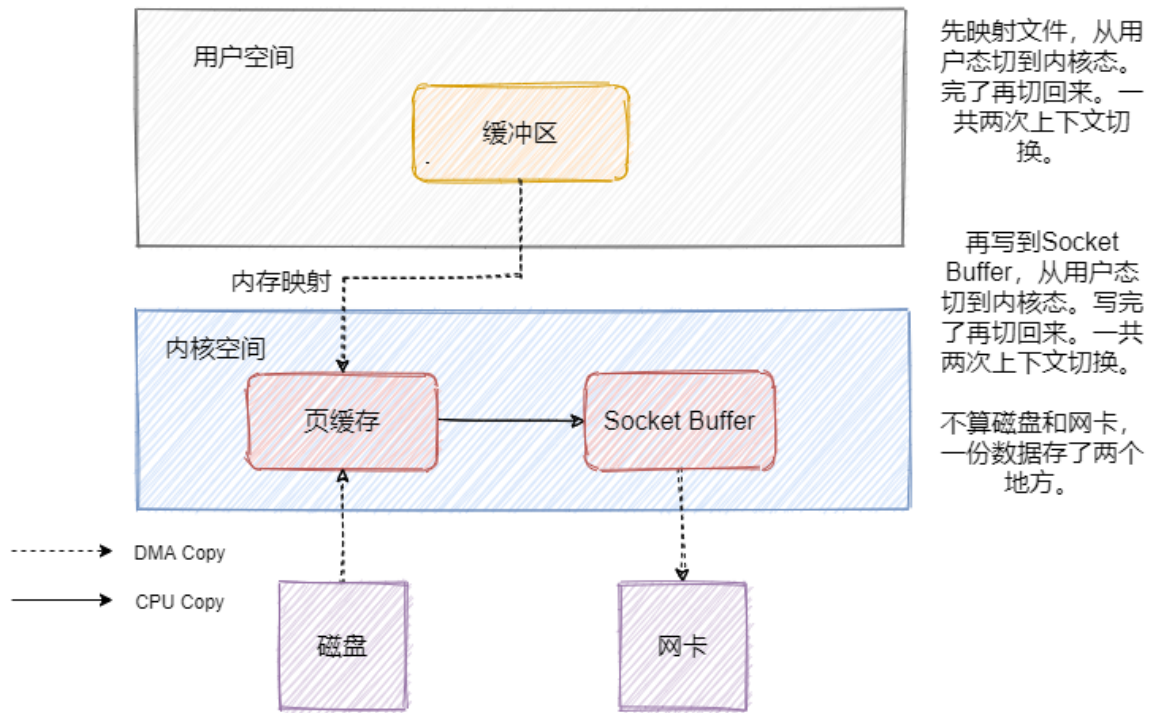 用户空间
缓冲区
先映射文件，从用
户态切到内核态。
完了再切回来。一
共两次上下文切
换。
内存映射
再写到Socket
Buffer，从用户态
切到内核态。写完
了再切回来。一共
两次上下文切换。
内核空间
页缓存
Socket Buffer
不算磁盘和网卡，
一份数据存了两个
地方。
DMA Copy
CPU Copy
磁盘
网卡